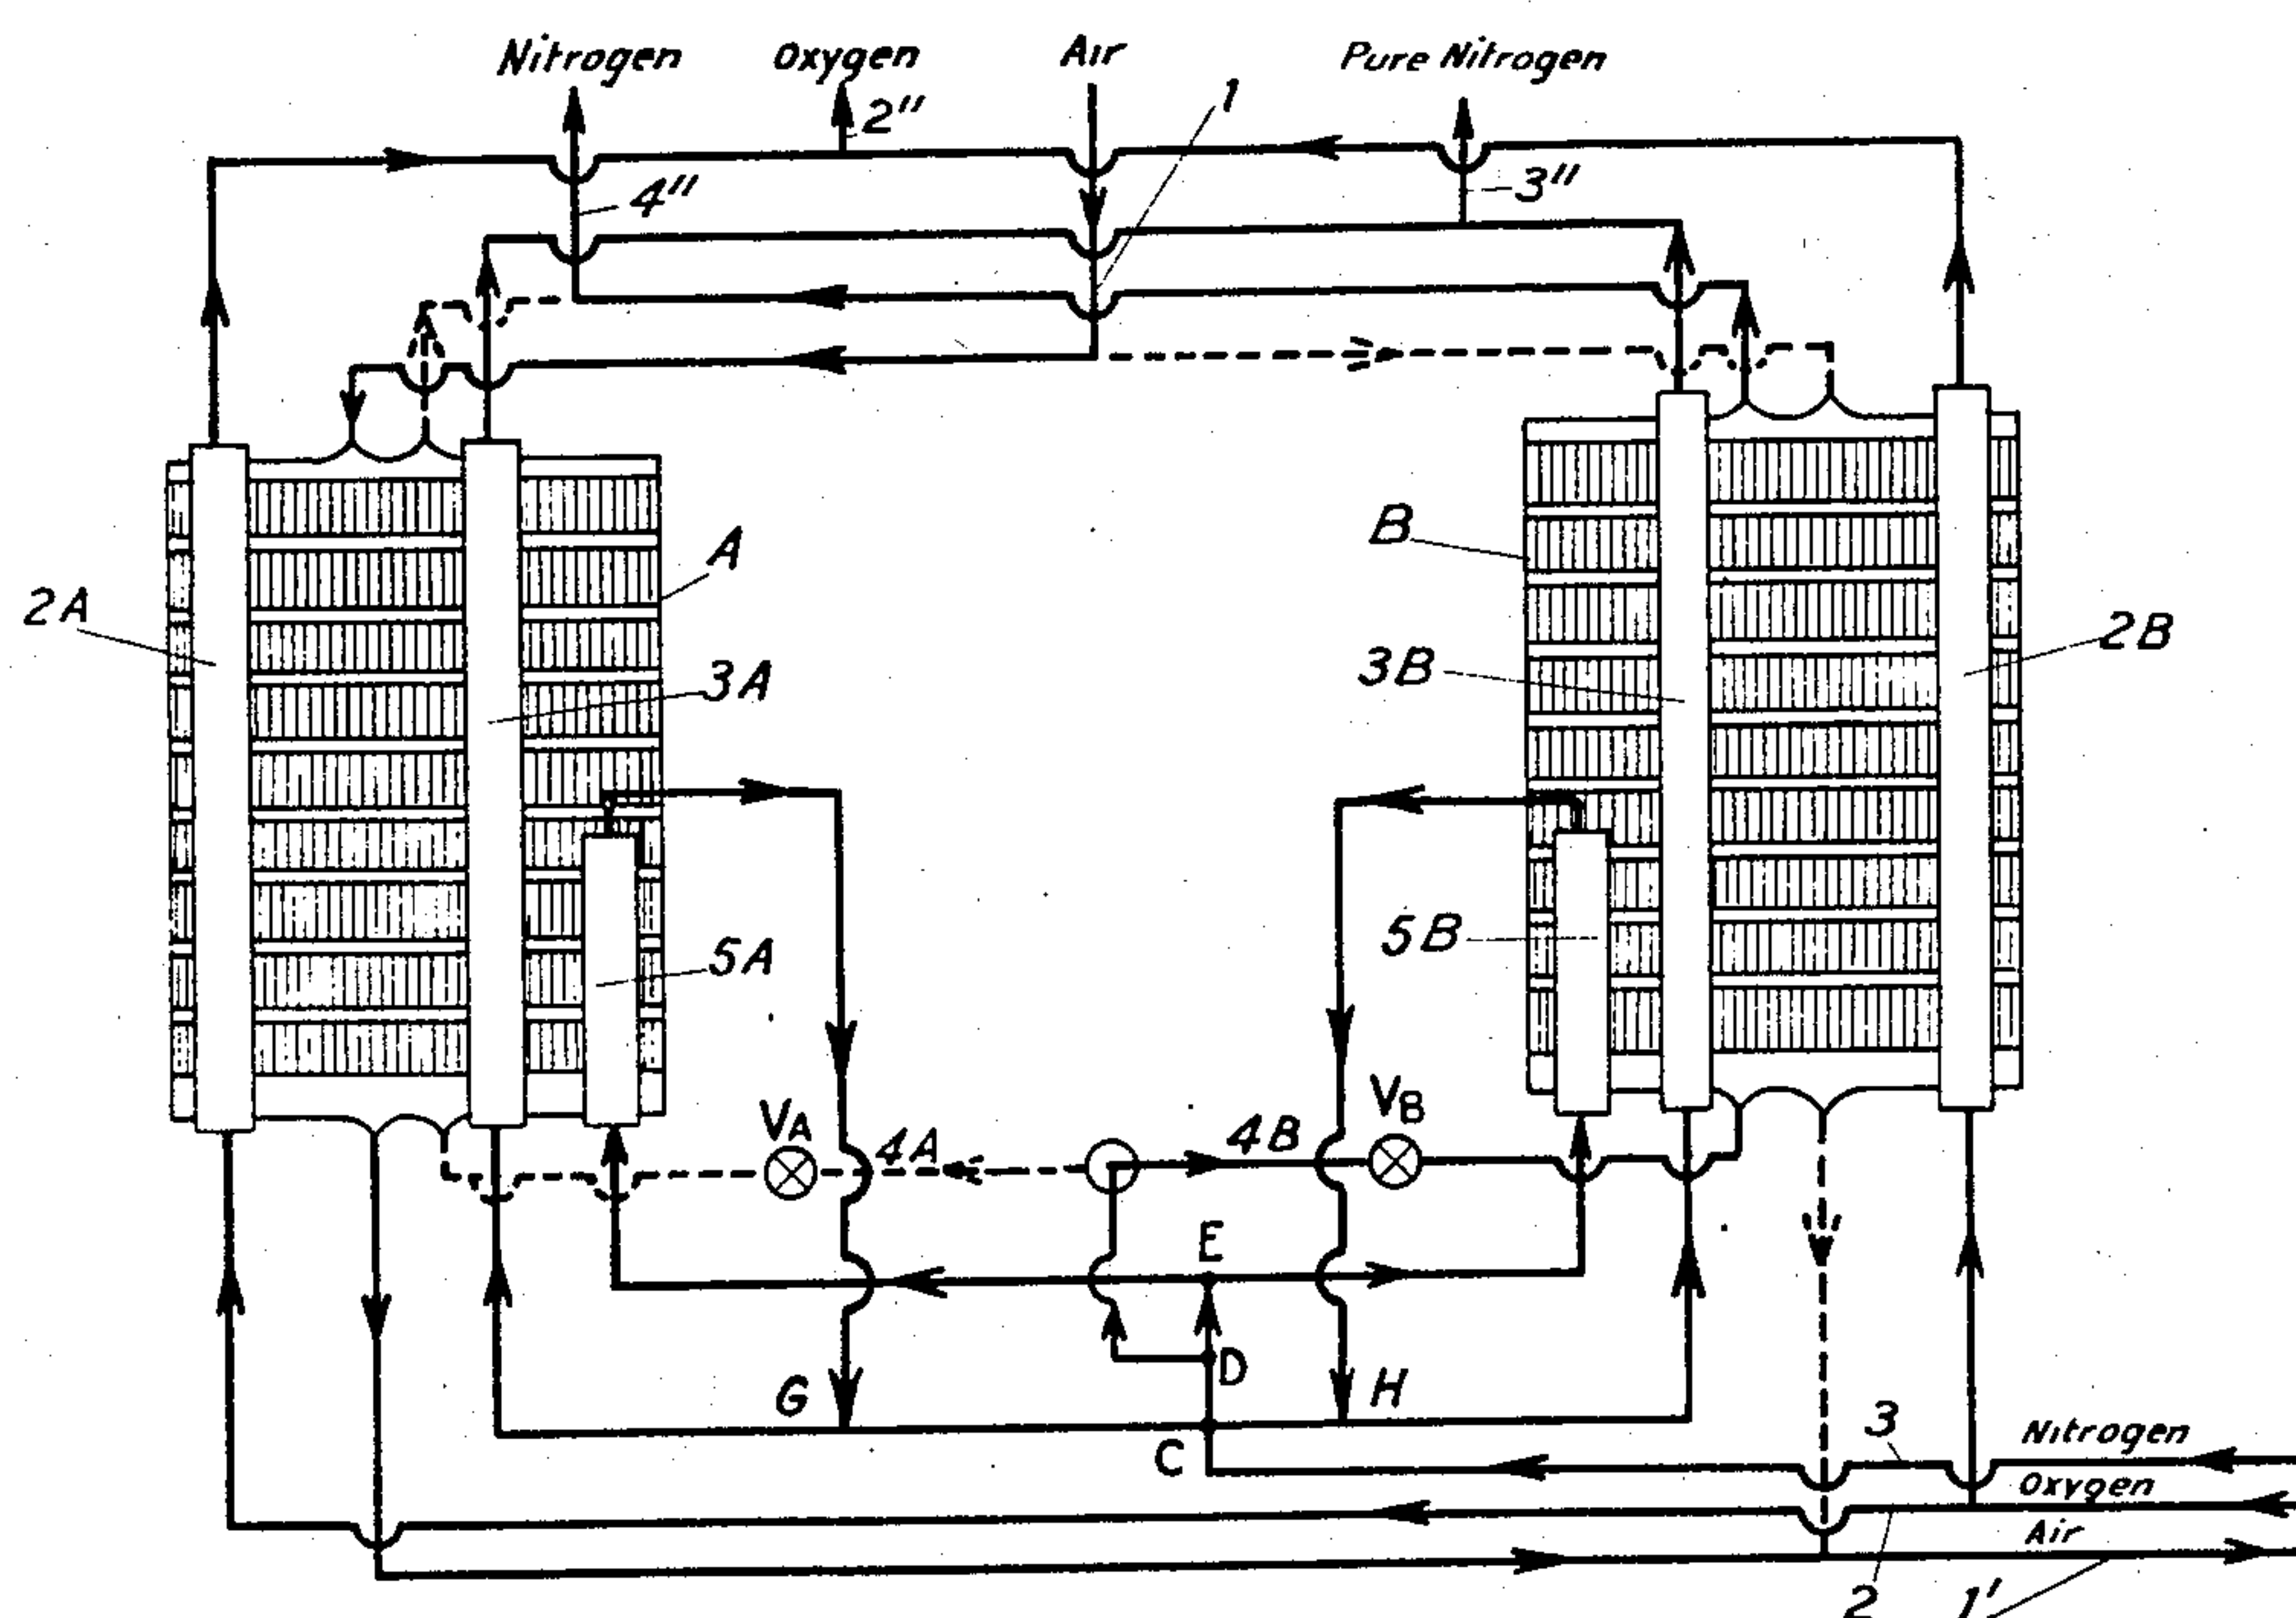 Nitrogen Oxygen Air Pure Nitrogen
2" 1
4" 3"
A B
2A 2B
3A 3B
5A 5B
VA 4A 4B VB
E
D
G H
C 3 Nitrogen
Oxygen
Air
2 1'